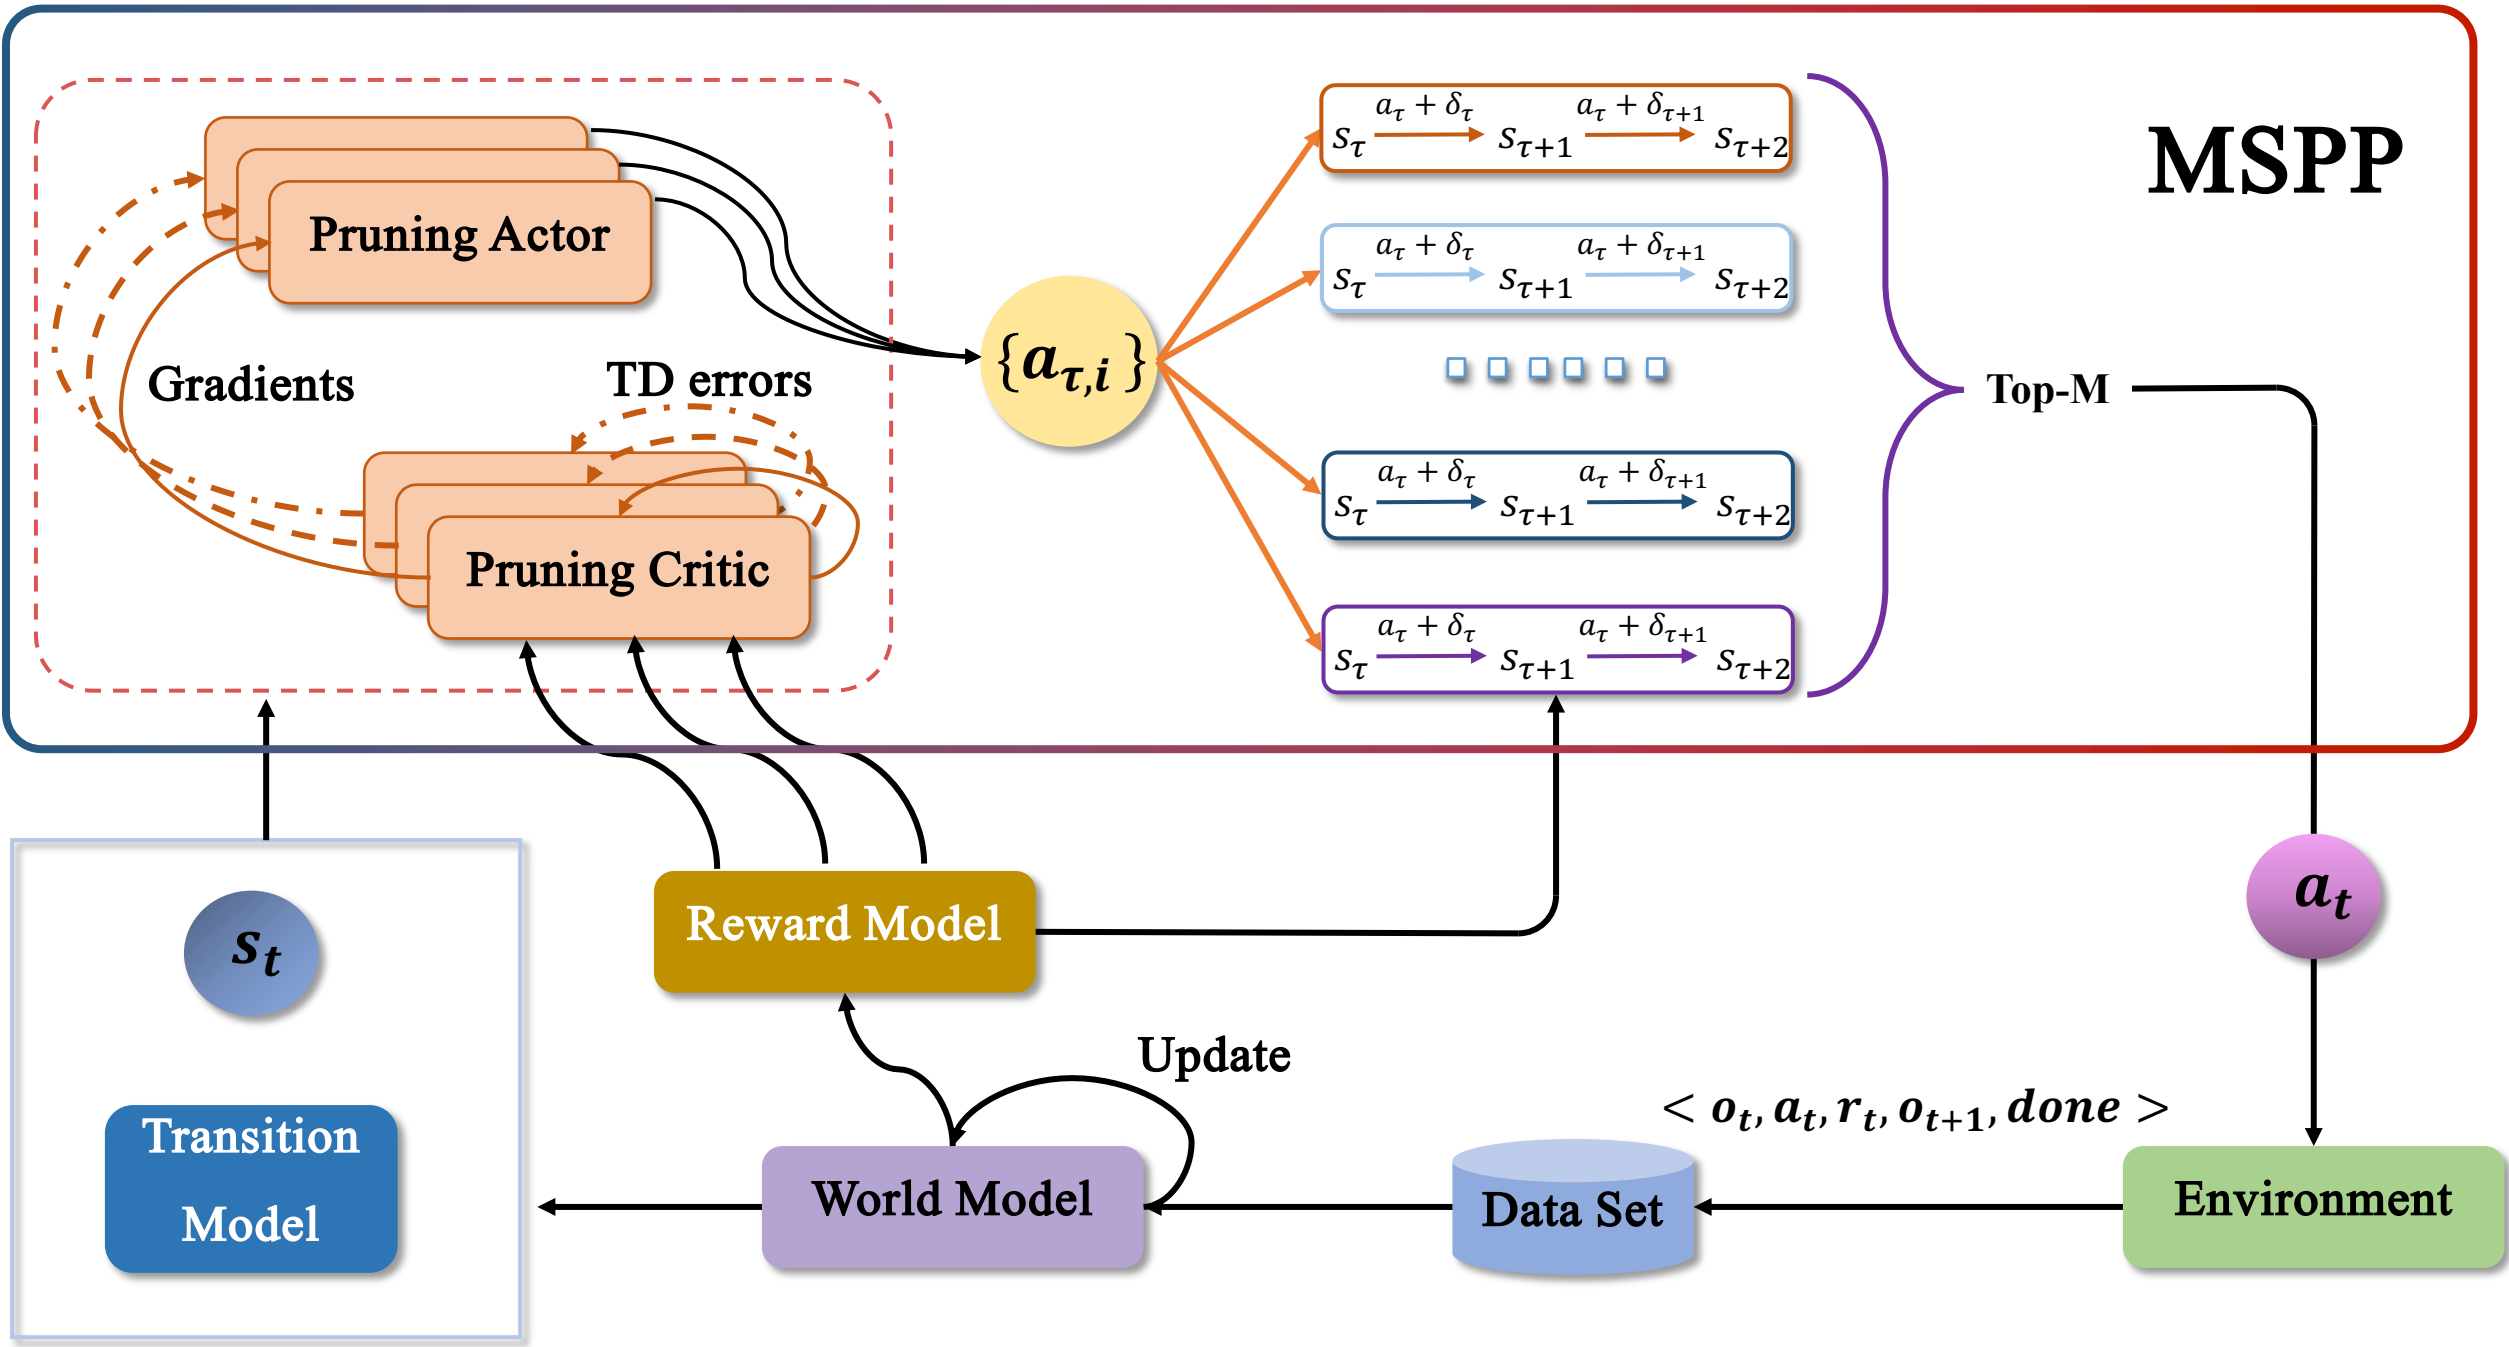 MSPP
Pruning Actor
Gradients
TD errors
Pruning Critic
{a_{τ,i}}
a_τ + δ_τ a_τ + δ_{τ+1}
s_τ s_{τ+1} s_{τ+2}
a_τ + δ_τ a_τ + δ_{τ+1}
s_τ s_{τ+1} s_{τ+2}
a_τ + δ_τ a_τ + δ_{τ+1}
s_τ s_{τ+1} s_{τ+2}
a_τ + δ_τ a_τ + δ_{τ+1}
s_τ s_{τ+1} s_{τ+2}
Top-M
a_t
s_t
Reward Model
Transition
Model
Update
World Model
< o_t, a_t, r_t, o_{t+1}, done >
Data Set
Environment